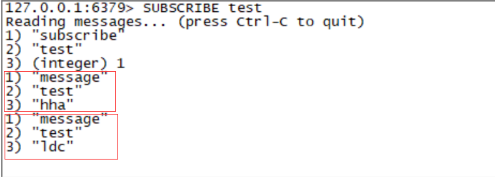 127.0.0.1:6379> SUBSCRIBE test
Reading messages... (press Ctrl-C to quit)
1) "subscribe"
2) "test"
3) (integer) 1
1) "message"
2) "test"
3) "hha"
1) "message"
2) "test"
3) "ldc"